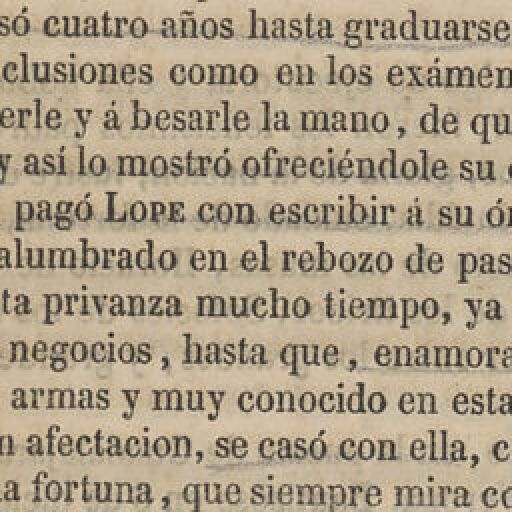 só cuatro años hasta graduarse
clusiones como en los exámen
erle y á besarle la mano, de qu
y así lo mostró ofreciéndole su
pagó LOPE con escribir á su ór
alumbrado en el rebozo de pas
ta privanza mucho tiempo, ya
negocios, hasta que, enamora
armas y muy conocido en esta
n afectacion, se casó con ella, c
a fortuna, que siempre mira co